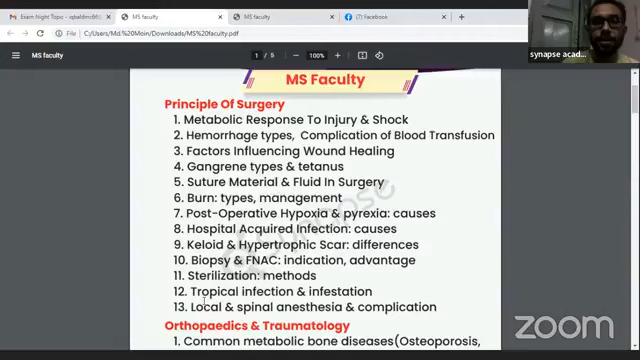 Exam Night Topo
MS faculty
MS faculty
(2) Facebook
File
C:/Users/Md.%20Moin/Downloads/MS%20faculty.pdf
1 / 5
100%
synapse acad...
MS Faculty
Principle of Surgery
1. Metabolic Response To Injury & Shock
2. Hemorrhage types, Complication of Blood Transfusion
3. Factors Influencing Wound Healing
4. Gangrene types & tetanus
5. Suture Material & Fluid In Surgery
6. Burn: types, management
7. Post-Operative Hypoxia & pyrexia: causes
8. Hospital Acquired Infection: causes
9. Keloid & Hypertrophic Scar: differences
10. Biopsy & FNAC: indication, advantage
11. Sterilization: methods
12. Tropical infection & infestation
13. Local & spinal anesthesia & complication
Orthopaedics & Traumatology
1. Common metabolic bone diseases(Osteoporosis,
Synapse
zoom